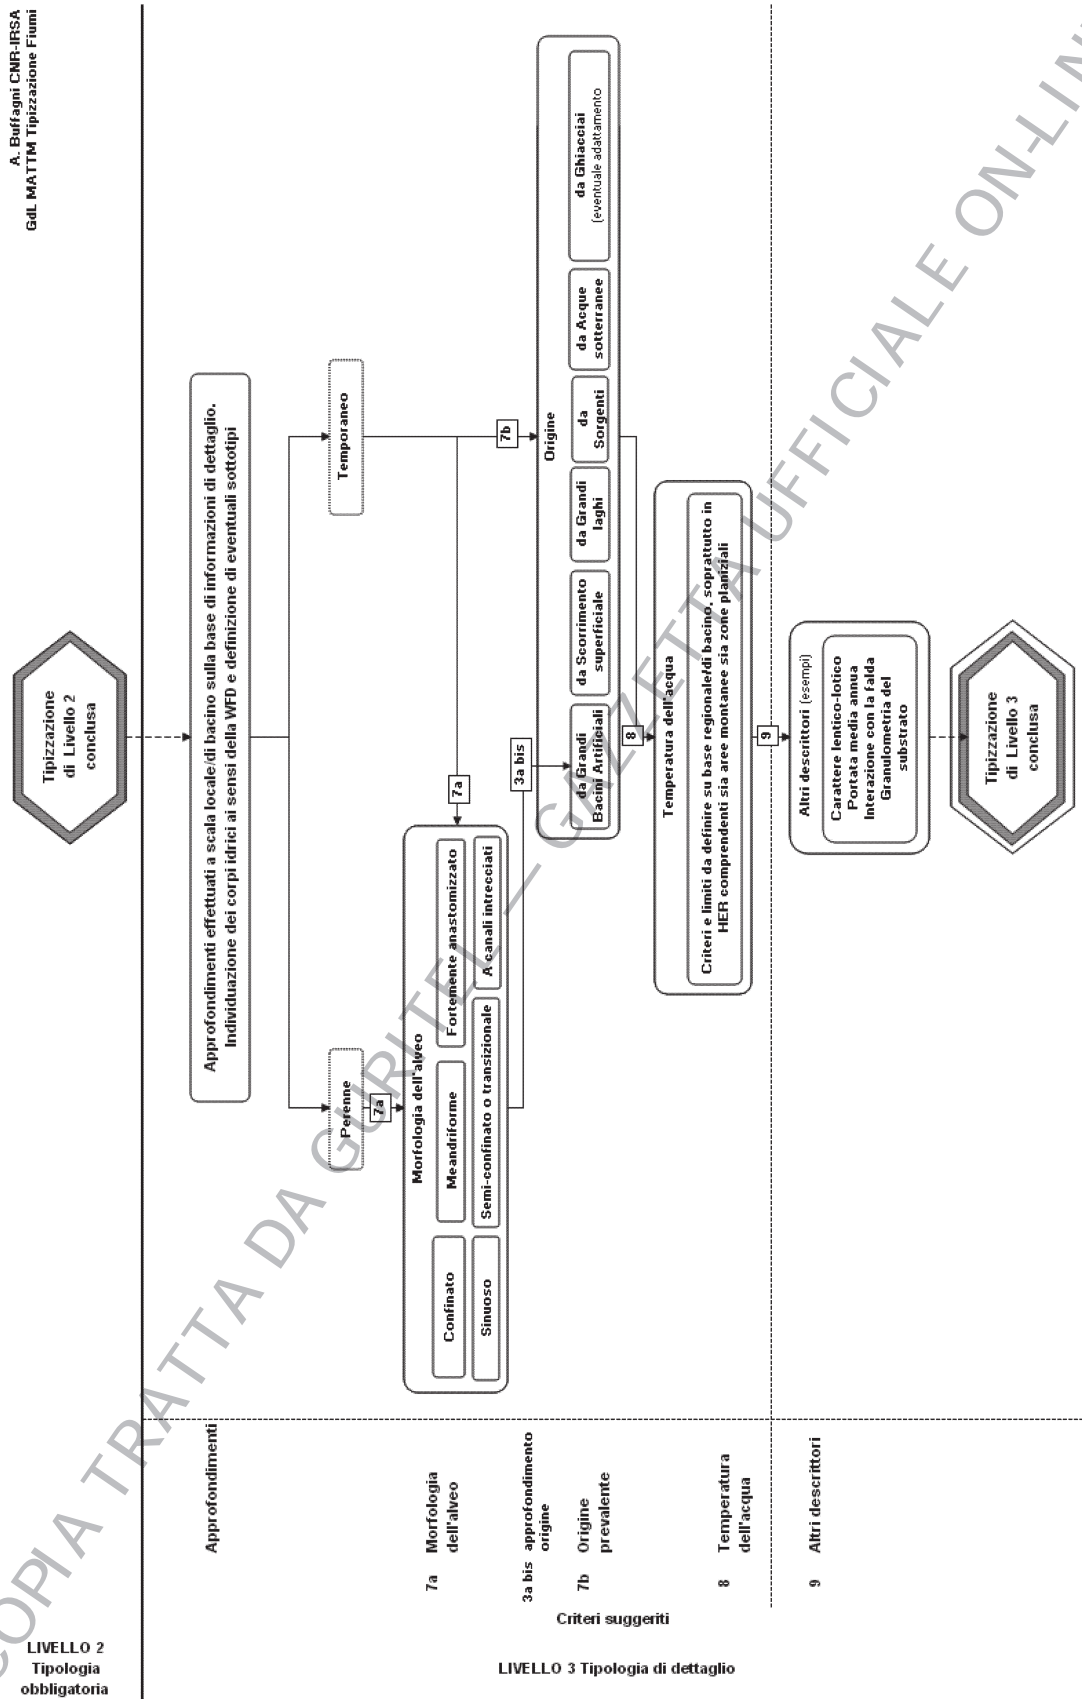 A. Buffagni CNR-IRSA
GdL MATTM Tipizzazione Fiumi
LIVELLO 2
Tipologia
obbligatoria
Tipizzazione
di Livello 2
conclusa
Approfondimenti
Approfondimenti effettuati a scala locale/di bacino sulla base di informazioni di dettaglio.
Individuazione dei corpi idrici ai sensi della WFD e definizione di eventuali sottotipi
Perenne
Temporaneo
7a
7a
7b
7a Morfologia
dell'alveo
Morfologia dell'alveo
Confinato
Meandriforme
Fortemente anastomizzato
Sinuoso
Semi-confinato o transizionale
A canali intrecciati
3a bis
3a bis approfondimento
origine
7b Origine
prevalente
Origine
da Grandi
Bacini Artificiali
da Scorrimento
superficiale
da Grandi
laghi
da
Sorgenti
da Acque
sotterranee
da Ghiacciai
(eventuale adattamento)
8
8 Temperatura
dell'acqua
Temperatura dell'acqua
Criteri e limiti da definire su base regionale/di bacino, soprattutto in
HER comprendenti sia aree montanee sia zone planiziali
Criteri suggeriti
LIVELLO 3 Tipologia di dettaglio
9
9 Altri descrittori
Altri descrittori (esempi)
Carattere lentico-lotico
Portata media annua
Interazione con la falda
Granulometria del
substrato
Tipizzazione
di Livello 3
conclusa
COPIA TRATTA DA GURITEL — GAZZETTA UFFICIALE ON-LINE